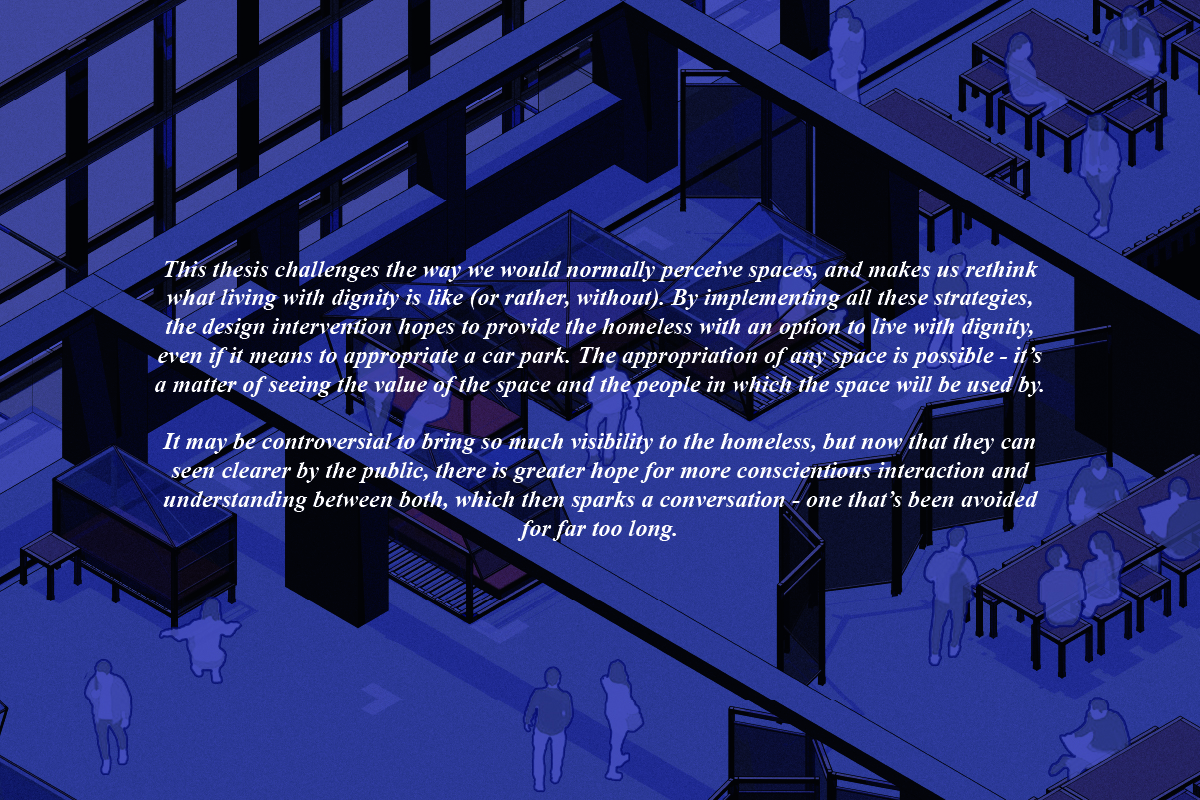 This thesis challenges the way we would normally perceive spaces, and makes us rethink
what living with dignity is like (or rather, without). By implementing all these strategies,
the design intervention hopes to provide the homeless with an option to live with dignity,
even if it means to appropriate a car park. The appropriation of any space is possible - it’s
a matter of seeing the value of the space and the people in which the space will be used by.
It may be controversial to bring so much visibility to the homeless, but now that they can
seen clearer by the public, there is greater hope for more conscientious interaction and
understanding between both, which then sparks a conversation - one that’s been avoided
for far too long.